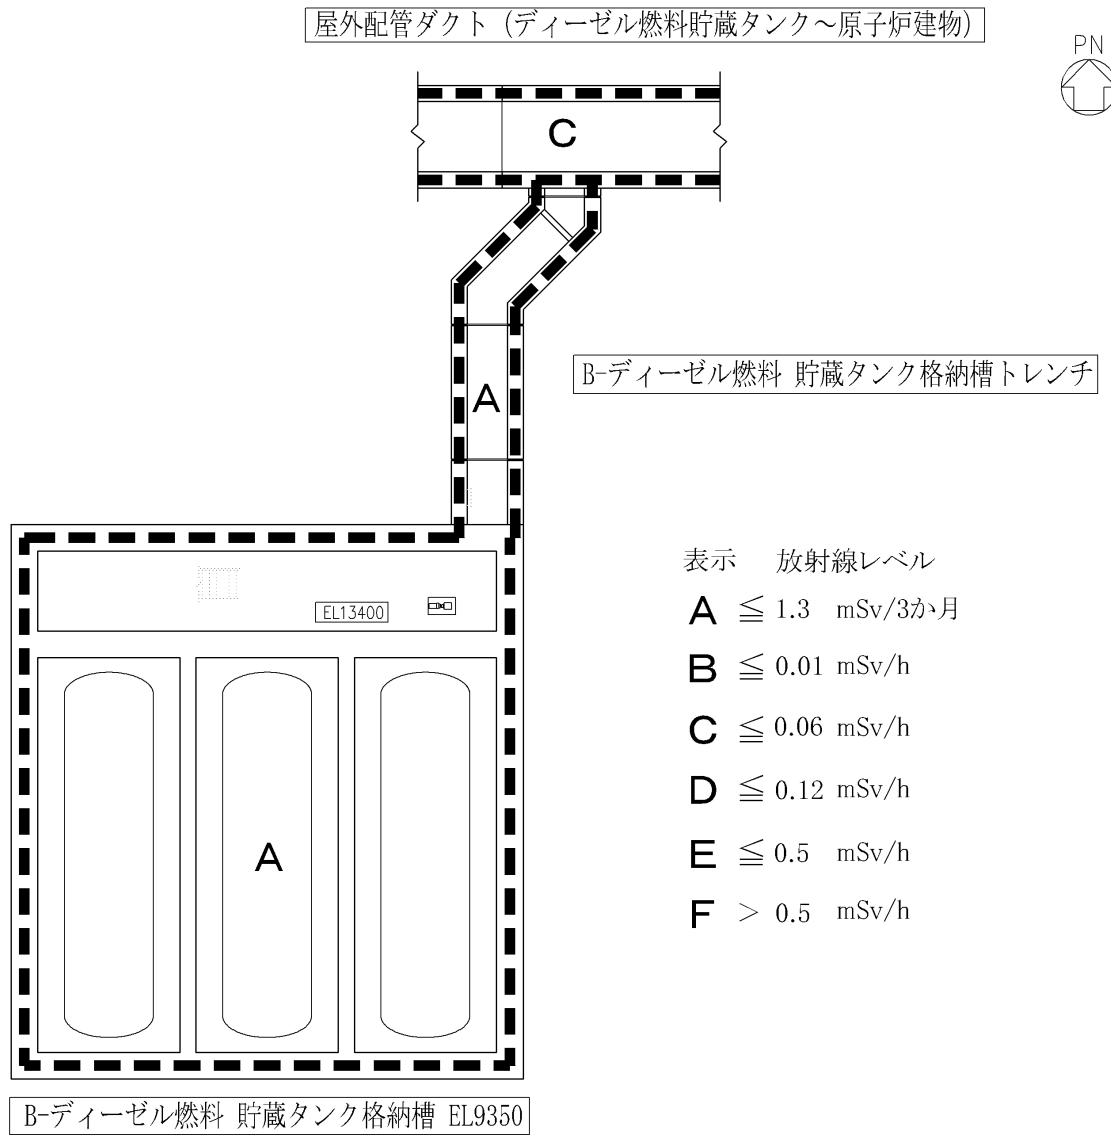 屋外配管ダクト（ディーゼル燃料貯蔵タンク～原子炉建物）
PN
C
B-ディーゼル燃料 貯蔵タンク格納槽トレンチ
A
EL13400
A
表示 放射線レベル
A ≦ 1.3 mSv/3か月
B ≦ 0.01 mSv/h
C ≦ 0.06 mSv/h
D ≦ 0.12 mSv/h
E ≦ 0.5 mSv/h
F > 0.5 mSv/h
B-ディーゼル燃料 貯蔵タンク格納槽 EL9350